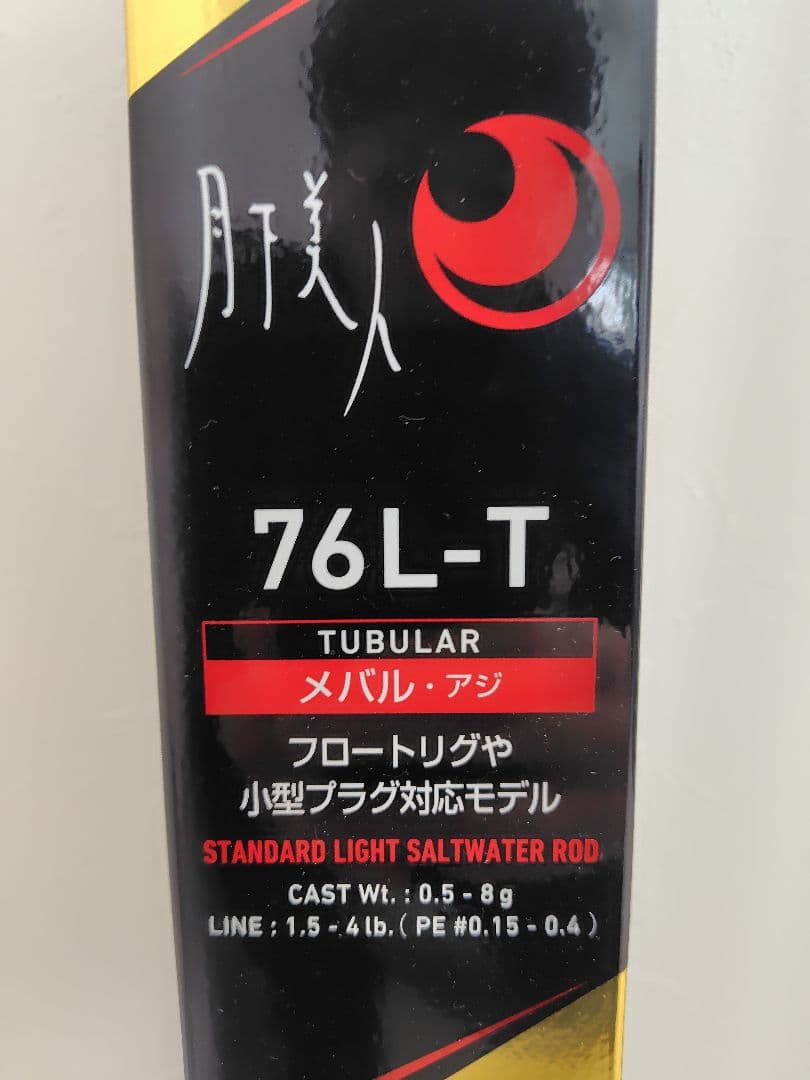 月下美人
76L-T
TUBULAR
メバル・アジ
フロートリグや
小型プラグ対応モデル
STANDARD LIGHT SALTWATER ROD
CAST Wt. : 0.5 - 8g
LINE : 1.5 - 4lb. ( PE #0.15 - 0.4 )